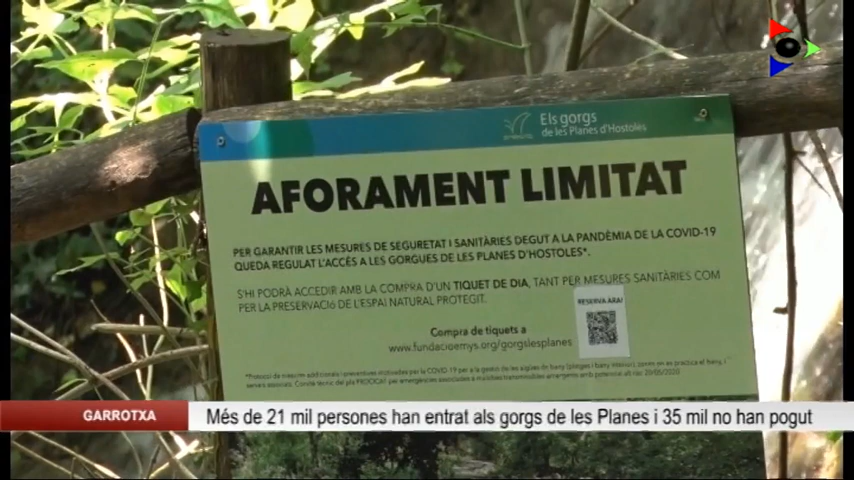 Els gorgs
de les Planes d'Hostoles
AFORAMENT LIMITAT
PER GARANTIR LES MESURES DE SEGURETAT I SANITÀRIES DEGUT A LA PANDÈMIA DE LA COVID-19
QUEDA REGULAT L'ACCÉS A LES GORGUES DE LES PLANES D'HOSTOLES*.
S'HI PODRÀ ACCEDIR AMB LA COMPRA D'UN TIQUET DE DIA, TANT PER MESURES SANITÀRIES COM
PER LA PRESERVACIÓ DE L'ESPAI NATURAL PROTEGIT.
RESERVA ARA!
Compra de tiquets a
www.fundacioemys.org/gorgslesplanes
GARROTXA
Més de 21 mil persones han entrat als gorgs de les Planes i 35 mil no han pogut